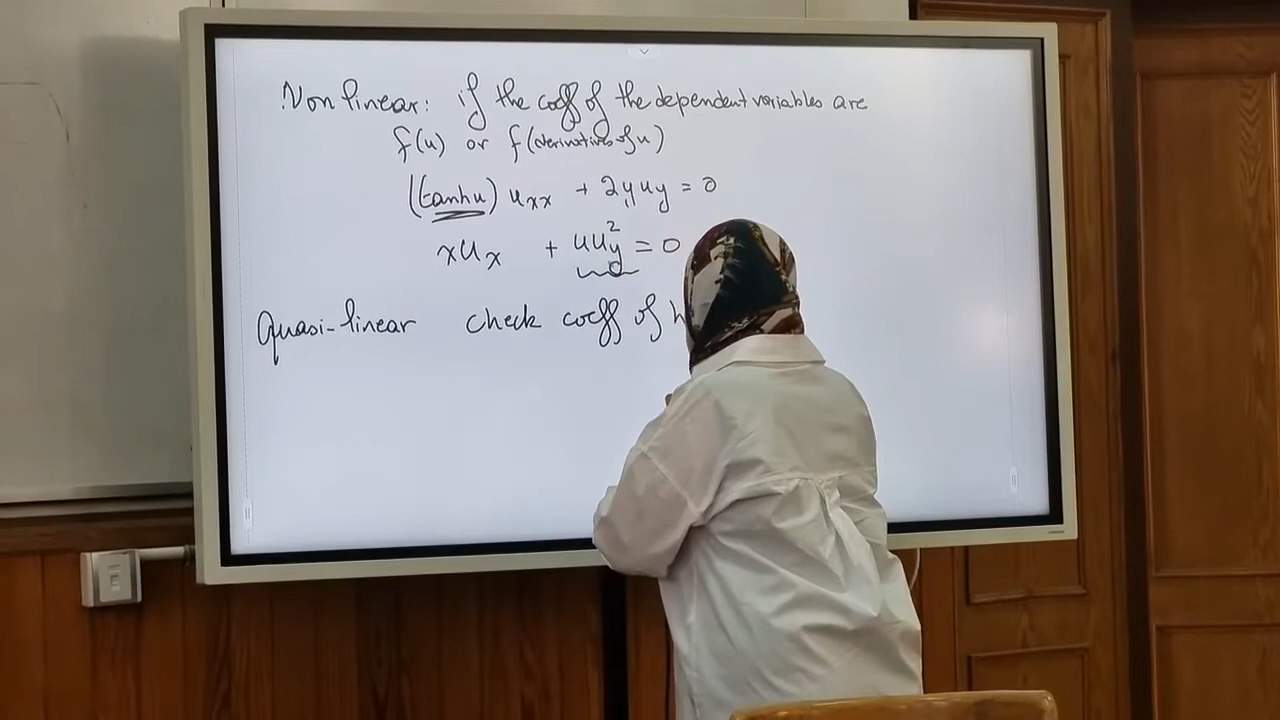 Non linear: if the coeff of the dependent variables are
f(u) or f(derivatives of u)
(tanh u) u_xx + 2y u_y = 0
x u_x + u u_y^2 = 0
Quasi-linear check coeff of